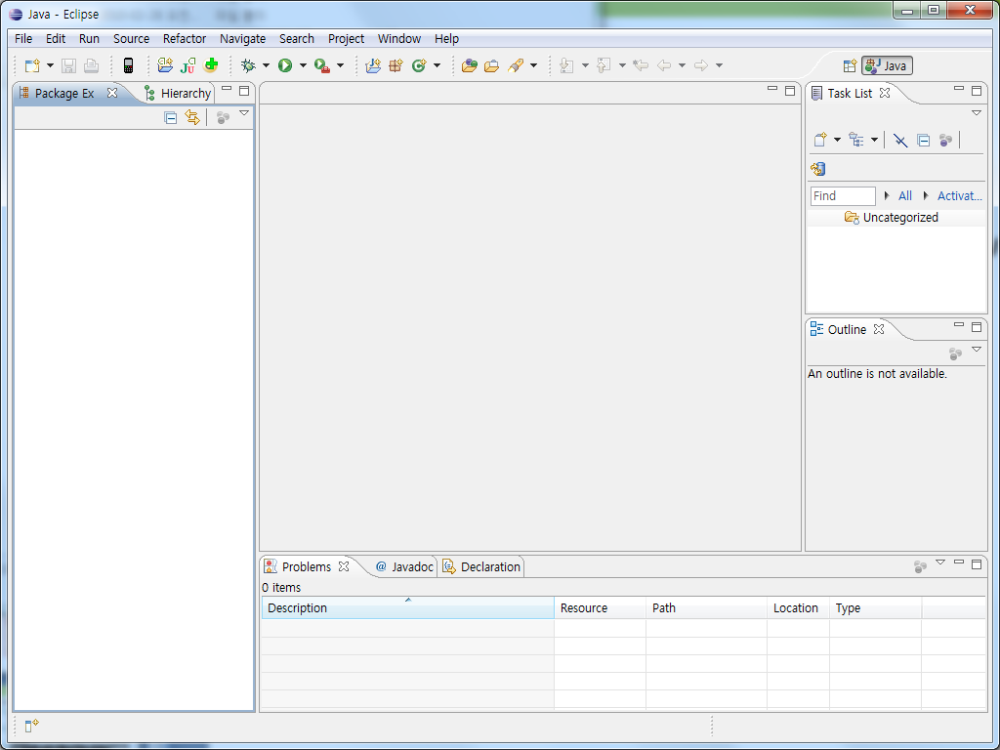 Java - Eclipse
File Edit Run Source Refactor Navigate Search Project Window Help
Java
Package Ex Hierarchy
Task List
Find All Activat...
Uncategorized
Outline
An outline is not available.
Problems @ Javadoc Declaration
0 items
Description Resource Path Location Type